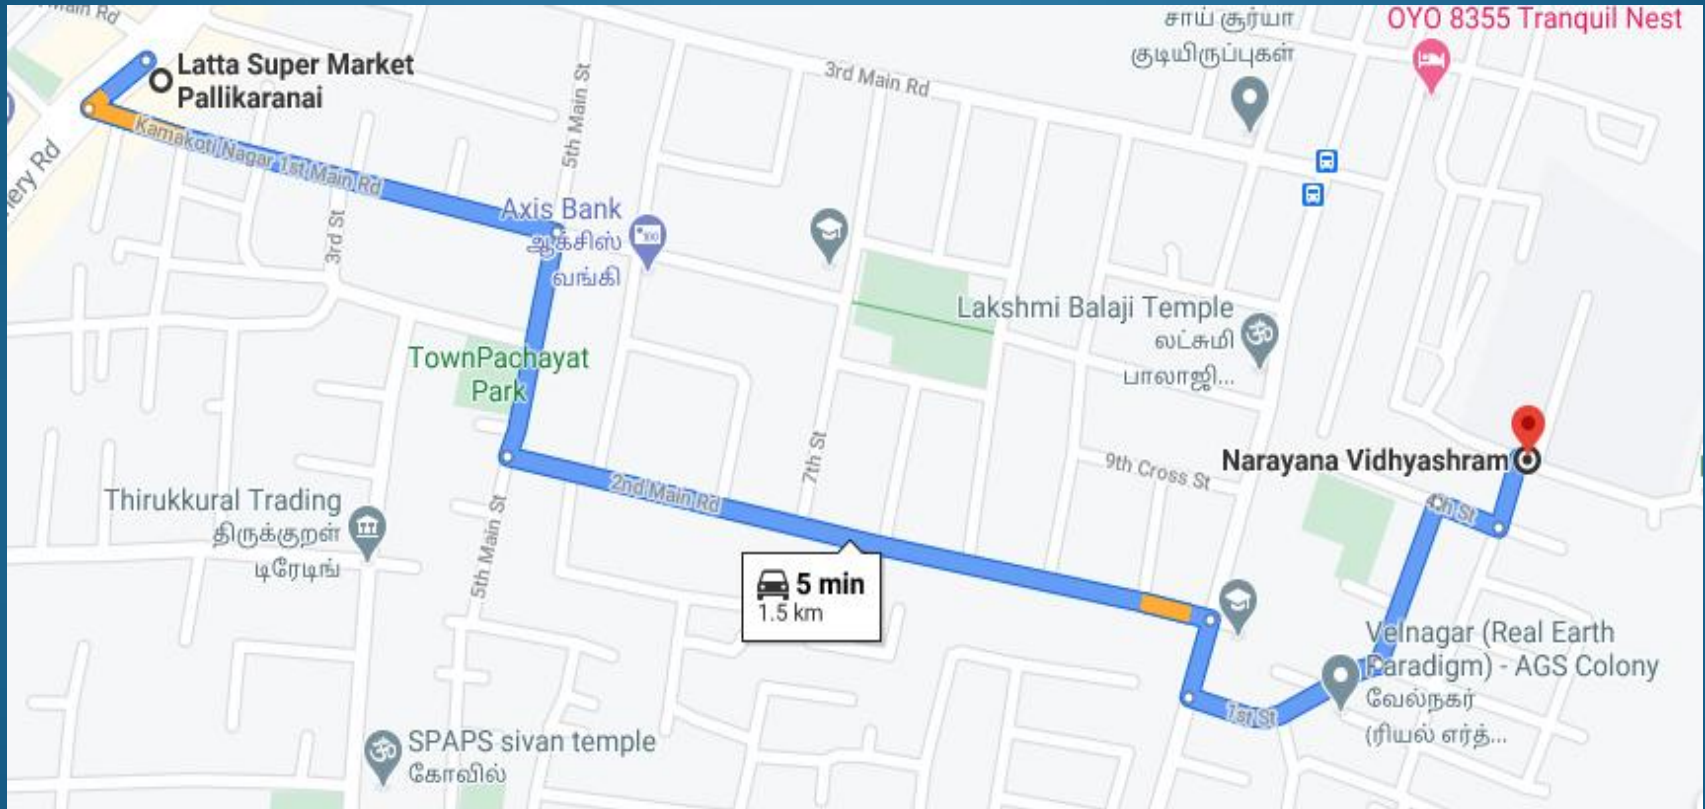 Main Rd
Latta Super Market
Pallikaranai
Kamakoti Nagar 1st Main Rd
5th Main St
3rd Main Rd
சாய் சூர்யா
குடியிருப்புகள்
OYO 8355 Tranquil Nest
nery Rd
3rd St
Axis Bank
ஆக்சிஸ்
வங்கி
TownPachayat
Park
Lakshmi Balaji Temple
லட்சுமி
பாலாஜி...
7th St
9th Cross St
Narayana Vidhyashram
2nd Main Rd
Thirukkural Trading
திருக்குறள்
டிரேடிங்
5th Main St
5 min
1.5 km
Velnagar (Real Earth
Paradigm) - AGS Colony
வேல்நகர்
(ரியல் எர்த்...
1st St
SPAPS sivan temple
கோவில்